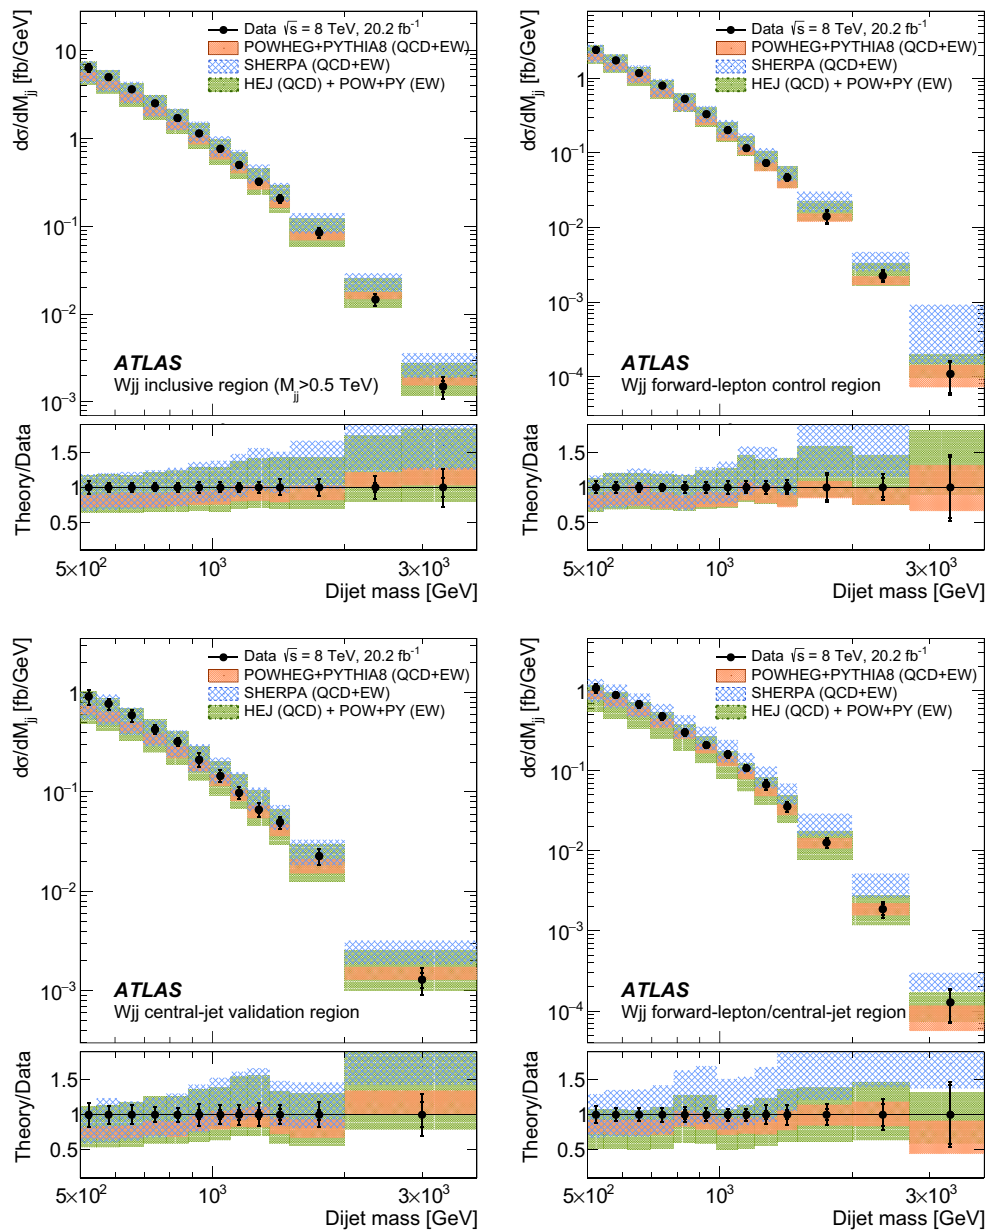 dσ/dM_jj [fb/GeV]
Data √s = 8 TeV, 20.2 fb⁻¹
POWHEG+PYTHIA8 (QCD+EW)
SHERPA (QCD+EW)
HEJ (QCD) + POW+PY (EW)
10
1
10⁻¹
10⁻²
10⁻³
ATLAS
Wjj inclusive region (M_jj>0.5 TeV)
Theory/Data
1.5
1
0.5
5×10²
10³
3×10³
Dijet mass [GeV]
dσ/dM_jj [fb/GeV]
Data √s = 8 TeV, 20.2 fb⁻¹
POWHEG+PYTHIA8 (QCD+EW)
SHERPA (QCD+EW)
HEJ (QCD) + POW+PY (EW)
1
10⁻¹
10⁻²
10⁻³
10⁻⁴
ATLAS
Wjj forward-lepton control region
Theory/Data
1.5
1
0.5
5×10²
10³
3×10³
Dijet mass [GeV]
dσ/dM_jj [fb/GeV]
Data √s = 8 TeV, 20.2 fb⁻¹
POWHEG+PYTHIA8 (QCD+EW)
SHERPA (QCD+EW)
HEJ (QCD) + POW+PY (EW)
1
10⁻¹
10⁻²
10⁻³
ATLAS
Wjj central-jet validation region
Theory/Data
1.5
1
0.5
5×10²
10³
3×10³
Dijet mass [GeV]
dσ/dM_jj [fb/GeV]
Data √s = 8 TeV, 20.2 fb⁻¹
POWHEG+PYTHIA8 (QCD+EW)
SHERPA (QCD+EW)
HEJ (QCD) + POW+PY (EW)
1
10⁻¹
10⁻²
10⁻³
10⁻⁴
ATLAS
Wjj forward-lepton/central-jet region
Theory/Data
1.5
1
0.5
5×10²
10³
3×10³
Dijet mass [GeV]